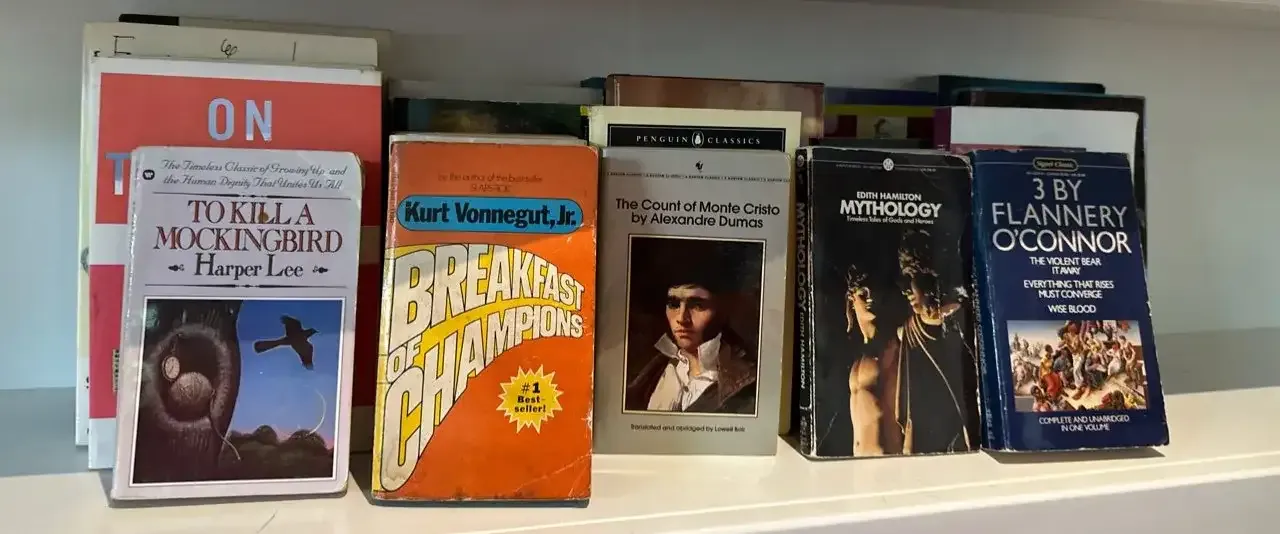 ON
The Timeless Classic of Growing Up and
the Human Dignity That Unites Us All
TO KILL A
MOCKINGBIRD
Harper Lee
by the author of the bestseller
SLAPSTICK
Kurt Vonnegut, Jr.
BREAKFAST
OF
CHAMPIONS
#1
Best-
seller!
PENGUIN CLASSICS
The Count of Monte Cristo
by Alexandre Dumas
Translated and abridged by Lowell Bair
MYTHOLOGY EDITH HAMILTON
EDITH HAMILTON
MYTHOLOGY
Timeless Tales of Gods and Heroes
Signet Classic
3 BY
FLANNERY
O'CONNOR
THE VIOLENT BEAR
IT AWAY
EVERYTHING THAT RISES
MUST CONVERGE
WISE BLOOD
COMPLETE AND UNABRIDGED
IN ONE VOLUME